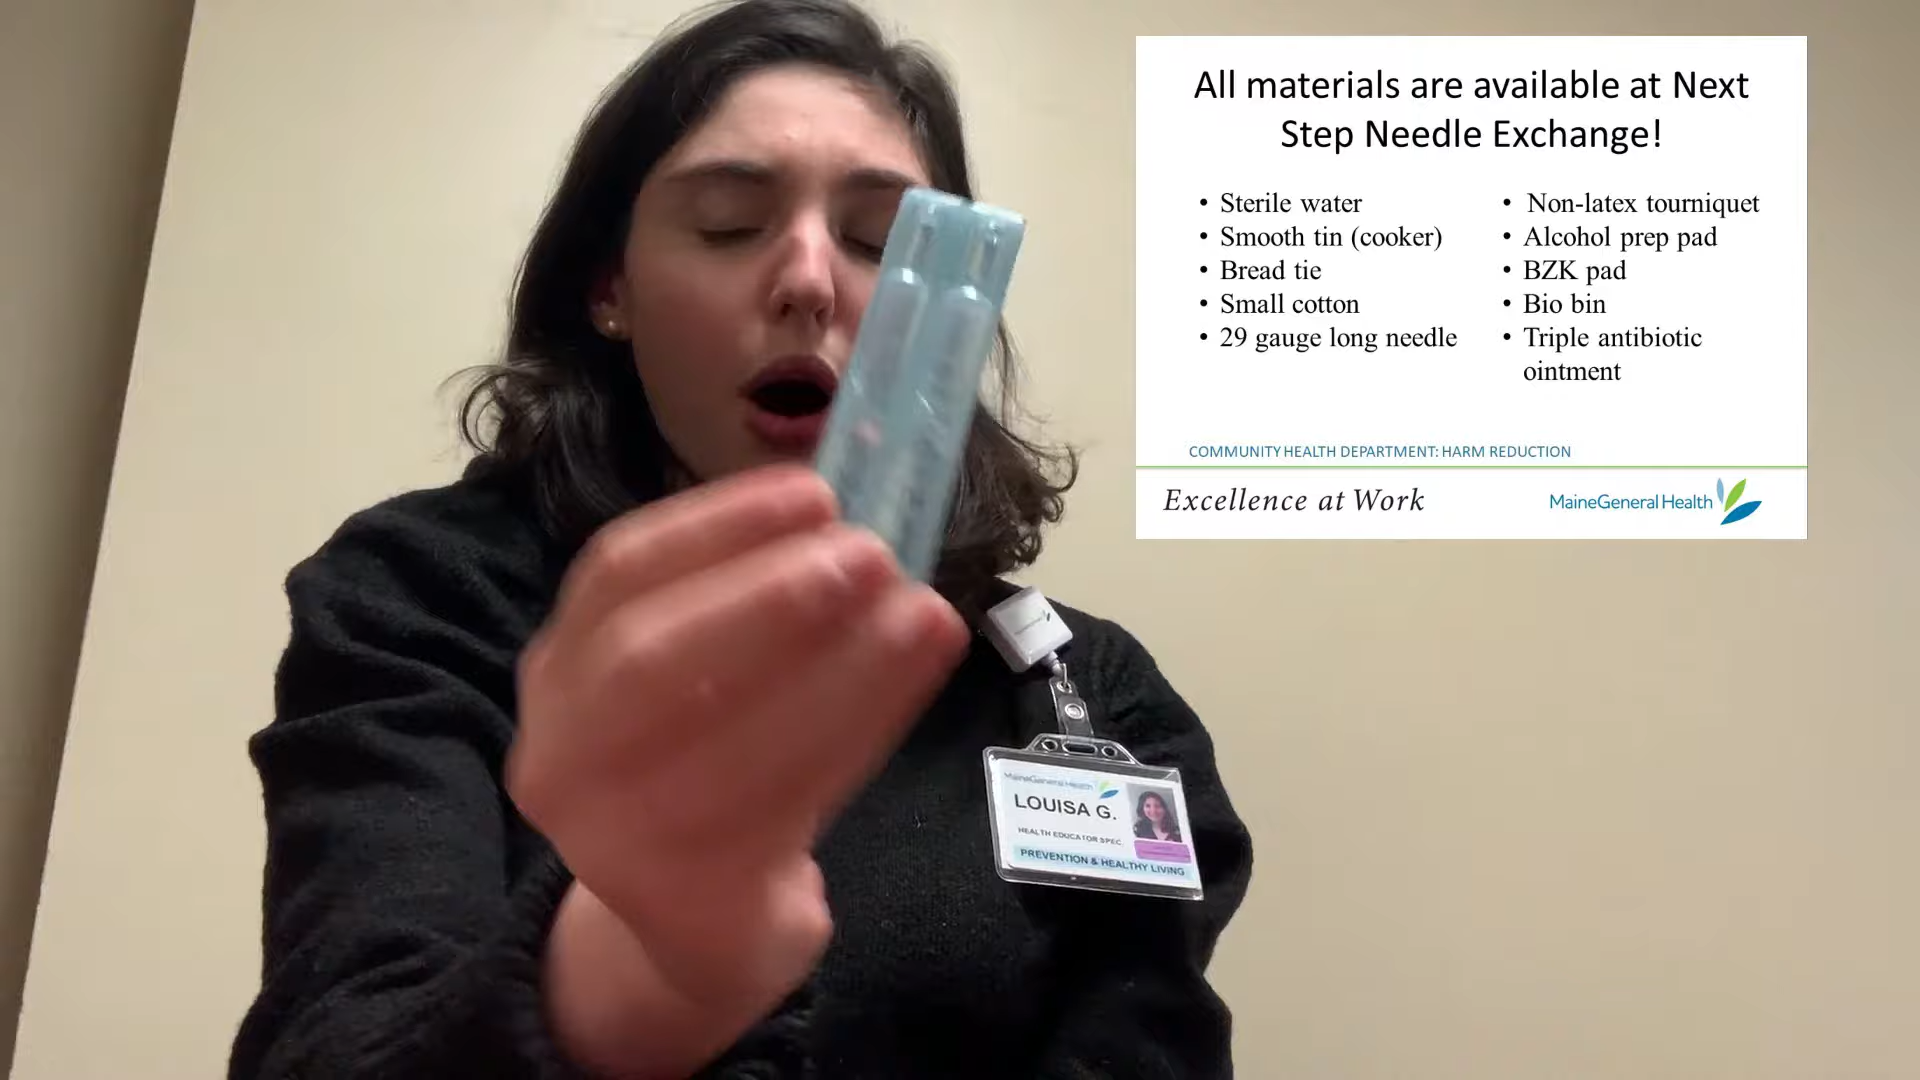 All materials are available at Next
Step Needle Exchange!
• Sterile water
• Smooth tin (cooker)
• Bread tie
• Small cotton
• 29 gauge long needle
• Non-latex tourniquet
• Alcohol prep pad
• BZK pad
• Bio bin
• Triple antibiotic
ointment
COMMUNITY HEALTH DEPARTMENT: HARM REDUCTION
Excellence at Work
MaineGeneral Health
MaineGeneral Health
LOUISA G.
HEALTH EDUCATOR SPEC.
PREVENTION & HEALTHY LIVING